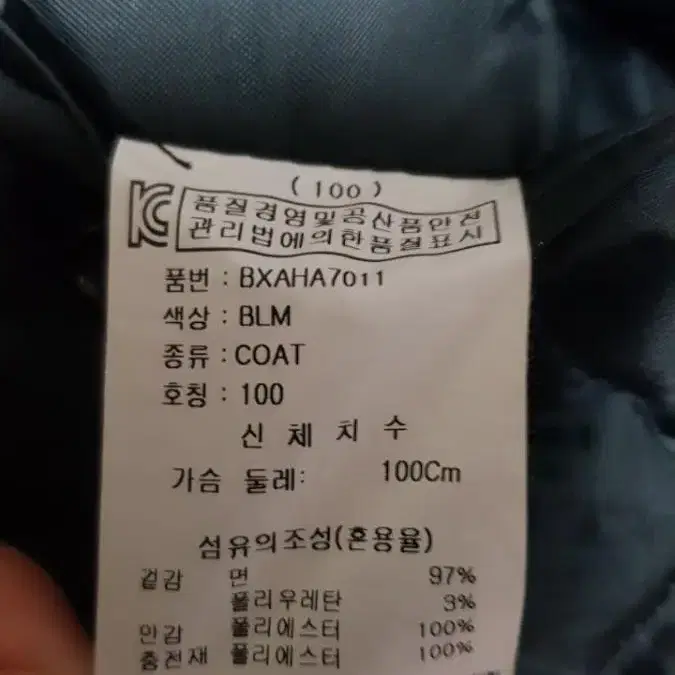 ( 100 )
품질경영및공산품안전
관리법에의한품질표시
품번 : BXAHA7011
색상 : BLM
종류 : COAT
호칭 : 100
신 체 치 수
가슴 둘레: 100Cm
섬유의조성(혼용율)
겉감 면 97%
폴리우레탄 3%
안감 폴리에스터 100%
충전재 폴리에스터 100%